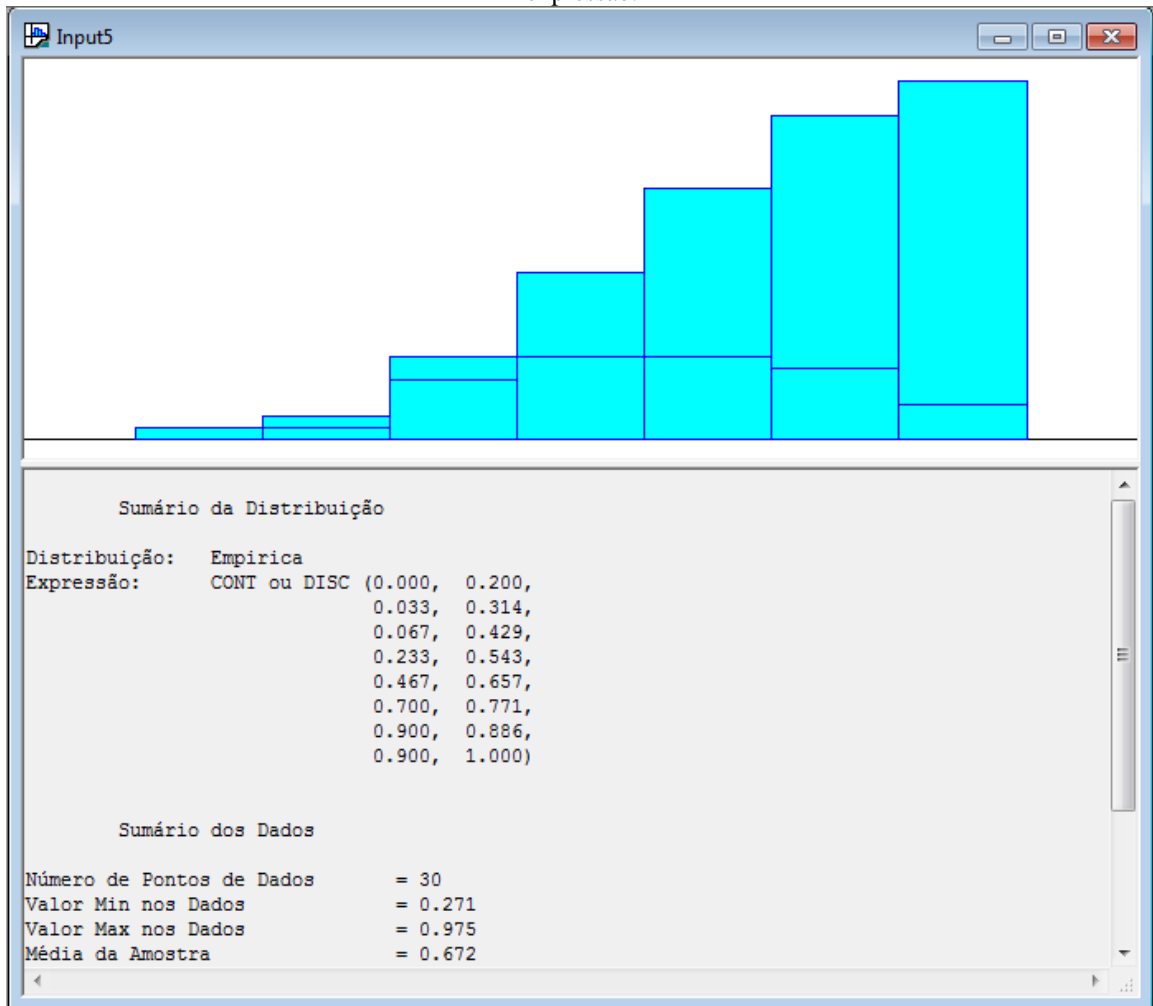 Input5
Sumário da Distribuição
Distribuição: Empirica
Expressão: CONT ou DISC (0.000, 0.200,
0.033, 0.314,
0.067, 0.429,
0.233, 0.543,
0.467, 0.657,
0.700, 0.771,
0.900, 0.886,
0.900, 1.000)
Sumário dos Dados
Número de Pontos de Dados = 30
Valor Min nos Dados = 0.271
Valor Max nos Dados = 0.975
Média da Amostra = 0.672